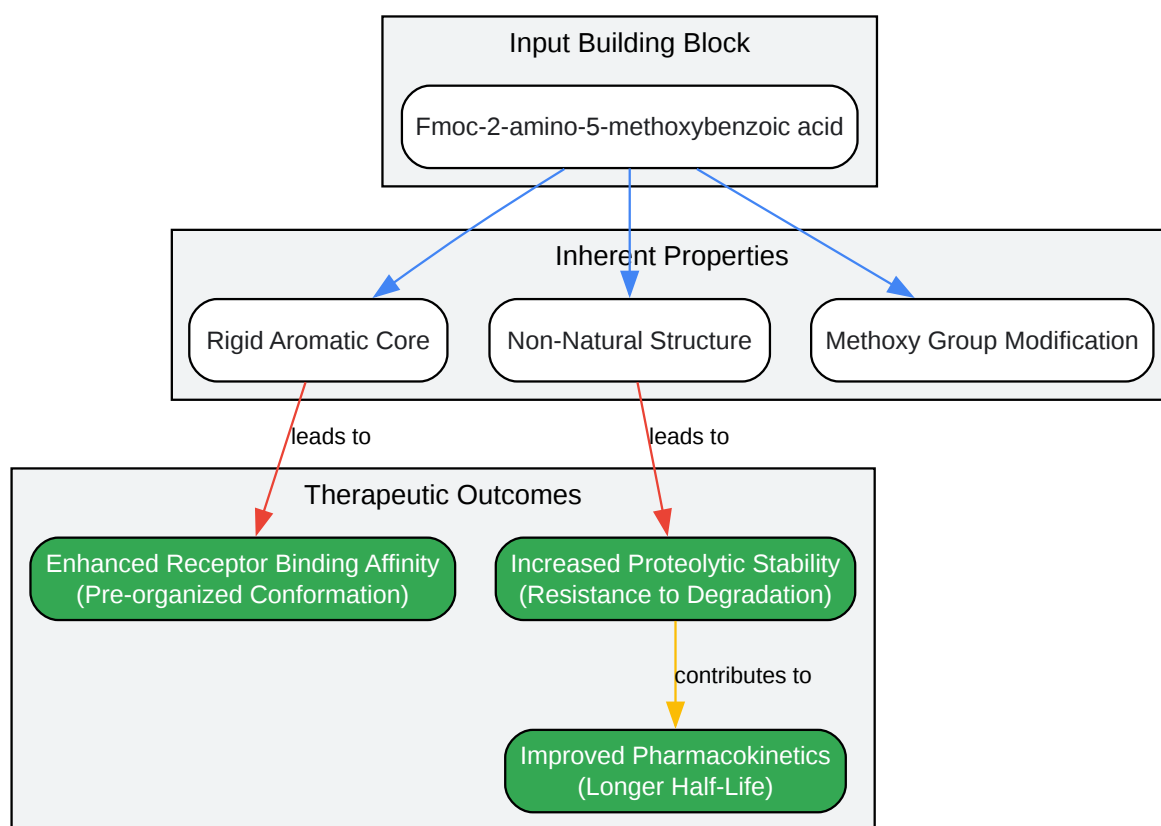 Input Building Block
Fmoc-2-amino-5-methoxybenzoic acid
Inherent Properties
Rigid Aromatic Core
Non-Natural Structure
Methoxy Group Modification
leads to
leads to
Therapeutic Outcomes
Enhanced Receptor Binding Affinity
(Pre-organized Conformation)
Increased Proteolytic Stability
(Resistance to Degradation)
contributes to
Improved Pharmacokinetics
(Longer Half-Life)